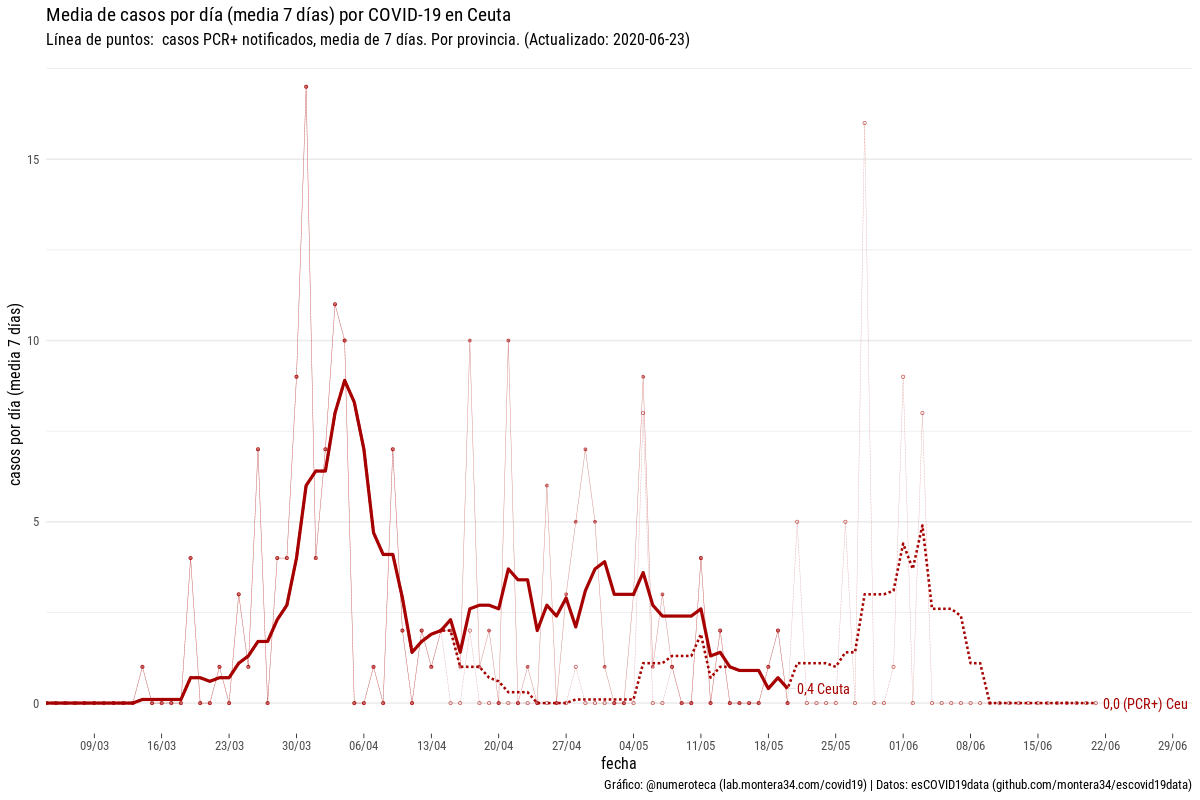 Media de casos por día (media 7 días) por COVID-19 en Ceuta
Línea de puntos:  casos PCR+ notificados, media de 7 días. Por provincia. (Actualizado: 2020-06-23)
casos por día (media 7 días)
15
10
5
0
0,4 Ceuta
0,0 (PCR+) Ceu
09/03 16/03 23/03 30/03 06/04 13/04 20/04 27/04 04/05 11/05 18/05 25/05 01/06 08/06 15/06 22/06 29/06
fecha
Gráfico: @numeroteca (lab.montera34.com/covid19) | Datos: esCOVID19data (github.com/montera34/escovid19data)